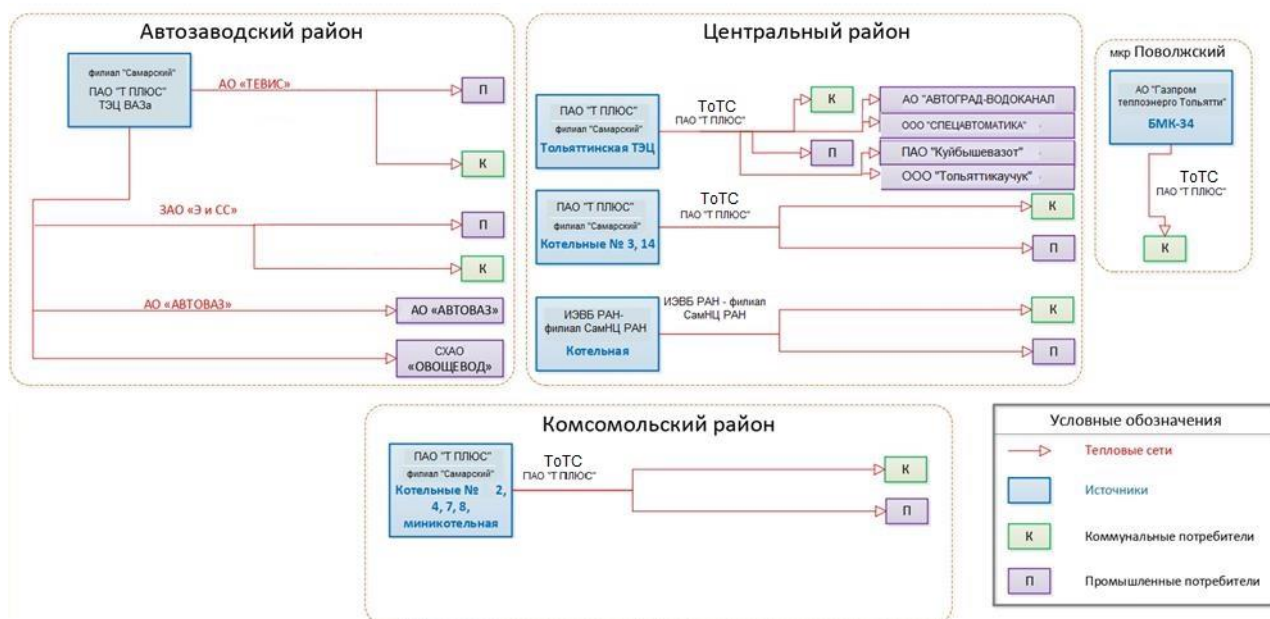 Автозаводский район
филиал "Самарский"
ПАО "Т ПЛЮС"
ТЭЦ ВАЗа
АО «ТЕВИС»
П
К
ЗАО «Э и СС»
П
К
АО «АВТОВАЗ»
АО «АВТОВАЗ»
СХАО
«ОВОЩЕВОД»
Центральный район
ПАО "Т ПЛЮС"
филиал "Самарский"
Тольяттинская ТЭЦ
ТоТС
ПАО "Т ПЛЮС"
К
П
АО "АВТОГРАД-ВОДОКАНАЛ
ООО "СПЕЦАВТОМАТИКА"
ПАО "Куйбышевазот"
ООО "Тольяттикаучук"
ПАО "Т ПЛЮС"
филиал "Самарский"
Котельные № 3, 14
ТоТС
ПАО "Т ПЛЮС"
К
П
ИЭВБ РАН-
филиал СамНЦ РАН
Котельная
ИЭВБ РАН - филиал
СамНЦ РАН
К
П
мкр Поволжский
АО "Газпром
теплоэнерго Тольятти"
БМК-34
ТоТС
ПАО "Т ПЛЮС"
К
Комсомольский район
ПАО "Т ПЛЮС"
филиал "Самарский"
Котельные № 2,
4, 7, 8,
миникотельная
ТоТС
ПАО "Т ПЛЮС"
К
П
Условные обозначения
Тепловые сети
Источники
К
Коммунальные потребители
П
Промышленные потребители